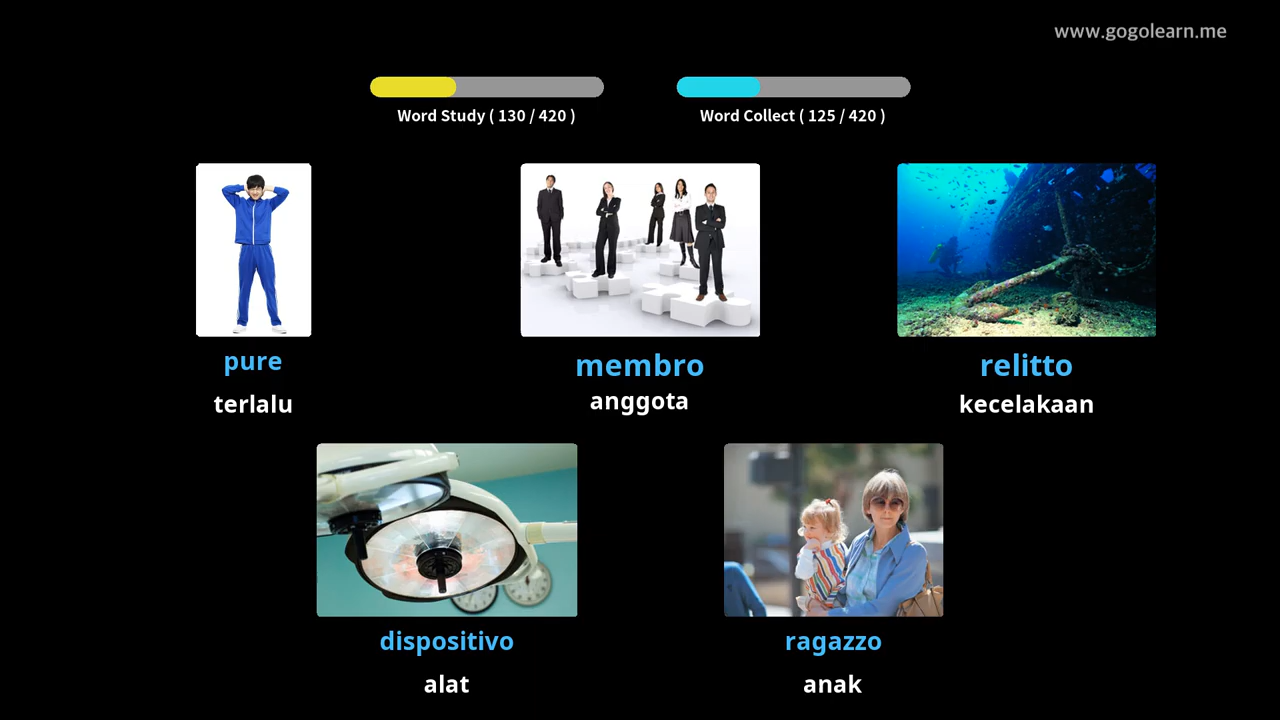 www.gogolearn.me
Word Study ( 130 / 420 )
Word Collect ( 125 / 420 )
pure
terlalu
membro
anggota
relitto
kecelakaan
dispositivo
alat
ragazzo
anak